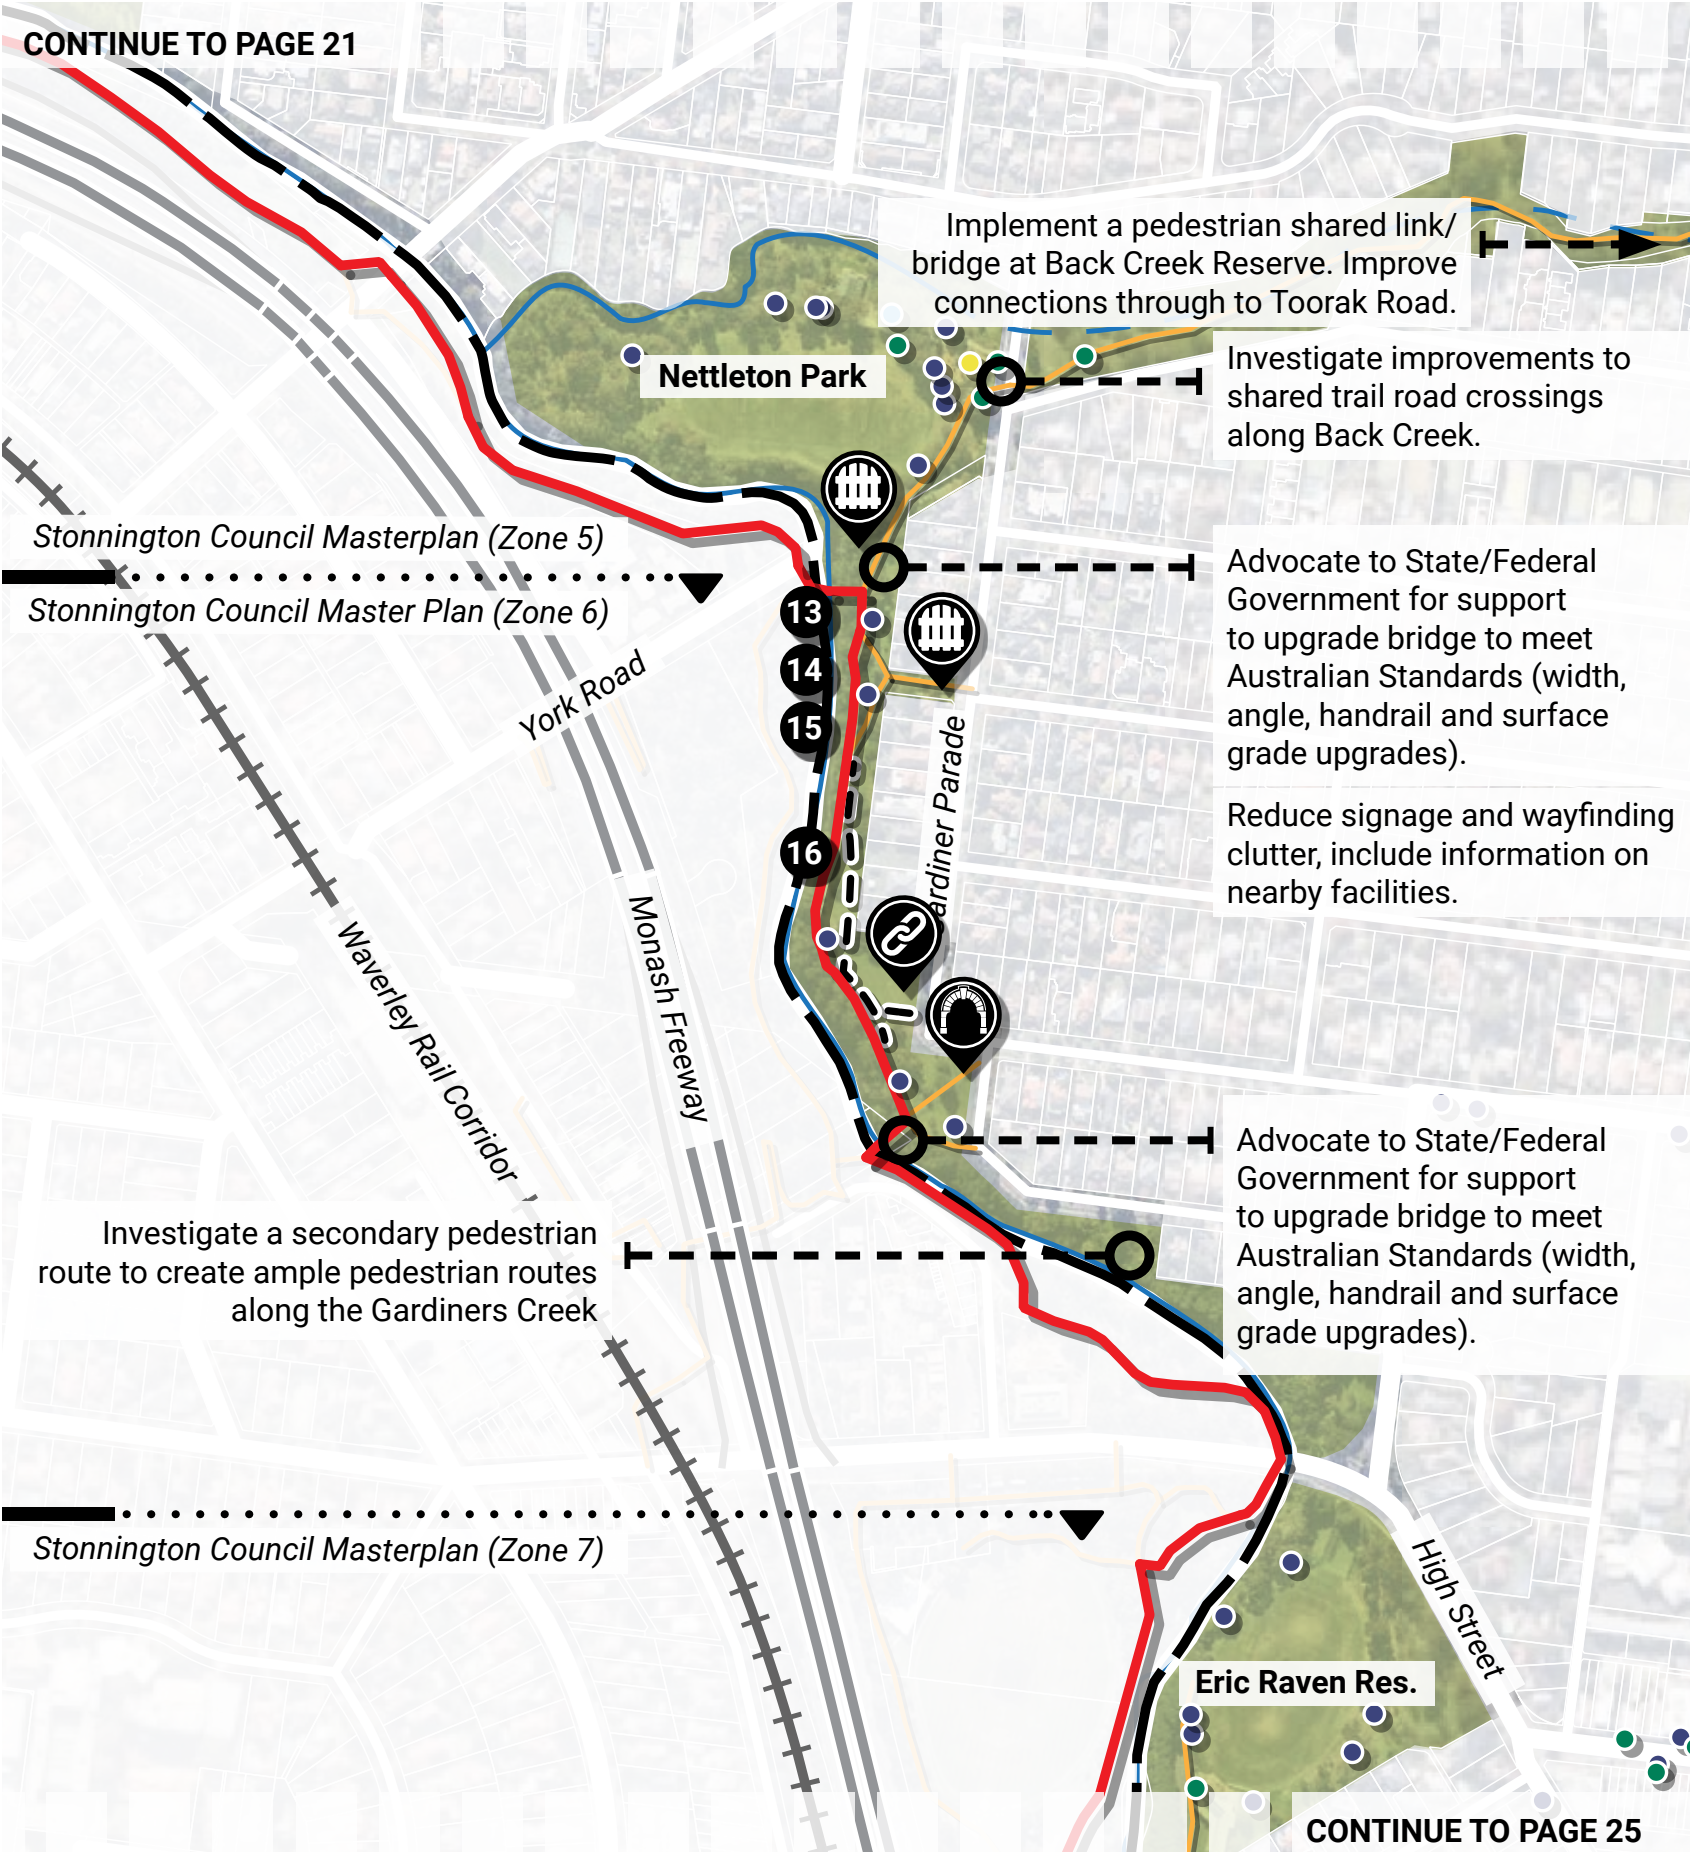 CONTINUE TO PAGE 21
Implement a pedestrian shared link/
bridge at Back Creek Reserve. Improve
connections through to Toorak Road.
Nettleton Park
Investigate improvements to
shared trail road crossings
along Back Creek.
Stonnington Council Masterplan (Zone 5)
Stonnington Council Master Plan (Zone 6)
Advocate to State/Federal
Government for support
to upgrade bridge to meet
Australian Standards (width,
angle, handrail and surface
grade upgrades).
13
14
15
16
York Road
Reduce signage and wayfinding
clutter, include information on
nearby facilities.
ardiner Parade
Monash Freeway
Waverley Rail Corridor
Advocate to State/Federal
Government for support
to upgrade bridge to meet
Australian Standards (width,
angle, handrail and surface
grade upgrades).
Investigate a secondary pedestrian
route to create ample pedestrian routes
along the Gardiners Creek
Stonnington Council Masterplan (Zone 7)
High Street
Eric Raven Res.
CONTINUE TO PAGE 25